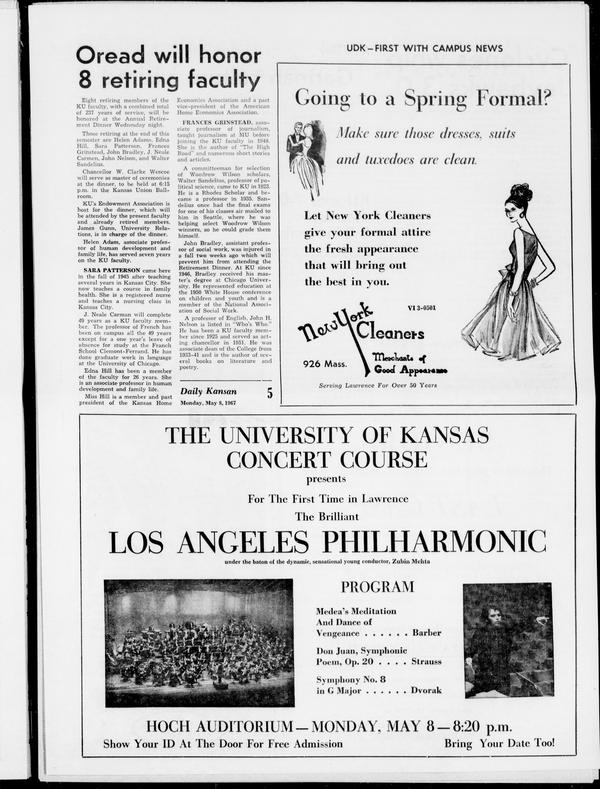 Oread will honor
8 retiring faculty
Eight retiring members of the
KU faculty, with a combined total
of 237 years of service, will be
honored at the Annual Retire-
ment Dinner Wednesday night.
Those retiring at the end of this
semester are Helen Adams, Edna
Hill, Sara Patterson, Frances
Grinstead, John Bradley, J. Neale
Carmen, John Nelson, and Walter
Sandelius.
Chancellor W. Clarke Wescoe
will serve as master of ceremonies
at the dinner, to be held at 6:15
p.m. in the Kansas Union Ball-
room.
KU's Endowment Association is
host for the dinner, which will
be attended by the present faculty
and already retired members.
James Gunn, University Rela-
tions, is in charge of the dinner.
Helen Adam, associate profes-
sor of human development and
family life, has served seven years
on the KU faculty.
SARA PATTERSON came here
in the fall of 1945 after teaching
several years in Kansas City. She
now teaches a course in family
health. She is a registered nurse
and teaches a nursing class in
Kansas City.
J. Neale Carman will complete
49 years as a KU faculty mem-
ber. The professor of French has
been on campus all the 49 years
except for a one year's leave of
absence for study at the French
School Clemont-Ferrand. He has
done graduate work in language
at the University of Chicago.
Edna Hill has been a member
of the faculty for 26 years. She
is an associate professor in human
development and family life.
Miss Hill is a member and past
president of the Kansas Home
Economics Association and a past
vice-president of the American
Home Economics Association.
FRANCES GRINSTEAD, asso-
ciate professor of journalism,
taught journalism at MU before
joining the KU faculty in 1948.
She is the author of "The High
Road" and numerous short stories
and articles.
A committeeman for selection
of Woodrow Wilson scholars,
Walter Sandelius, professor of po-
litical science, came to KU in 1923.
He is a Rhodes Scholar and be-
came a professor in 1935. San-
delius once had the final exams
for one of his classes air mailed to
him in Seattle, where he was
helping select Woodrow Wilson
winners, so he could grade them
himself.
John Bradley, assistant profes-
sor of social work, was injured in
a fall two weeks ago which will
prevent him from attending the
Retirement Dinner. At KU since
1946, Bradley received his mas-
ter's degree at Chicago Univer-
sity. He represented education at
the 1950 White House conference
on children and youth and is a
member of the National Associ-
ation of Social Work.
A professor of English, John H.
Nelson is listed in "Who's Who."
He has been a KU faculty mem-
ber since 1925 and served as act-
ing chancellor in 1951. He was
associate dean of the College from
1933-41 and is the author of sev-
eral books on literature and
poetry.
Daily Kansan 5
Monday, May 8, 1967
UDK—FIRST WITH CAMPUS NEWS
Going to a Spring Formal?
Make sure those dresses, suits
and tuxedoes are clean.
Let New York Cleaners
give your formal attire
the fresh appearance
that will bring out
the best in you.
VI 3-0501
New York
Cleaners
926 Mass.
Merchants of
Good Appearance
Serving Lawrence For Over 50 Years
THE UNIVERSITY OF KANSAS
CONCERT COURSE
presents
For The First Time in Lawrence
The Brilliant
LOS ANGELES PHILHARMONIC
under the baton of the dynamic, sensational young conductor, Zubin Mehta
PROGRAM
Medea's Meditation
And Dance of
Vengeance . . . . . . Barber
Don Juan, Symphonic
Poem, Op. 20 . . . . Strauss
Symphony No. 8
in G Major . . . . . . Dvorak
HOCH AUDITORIUM—MONDAY, MAY 8—8:20 p.m.
Show Your ID At The Door For Free Admission Bring Your Date Too!